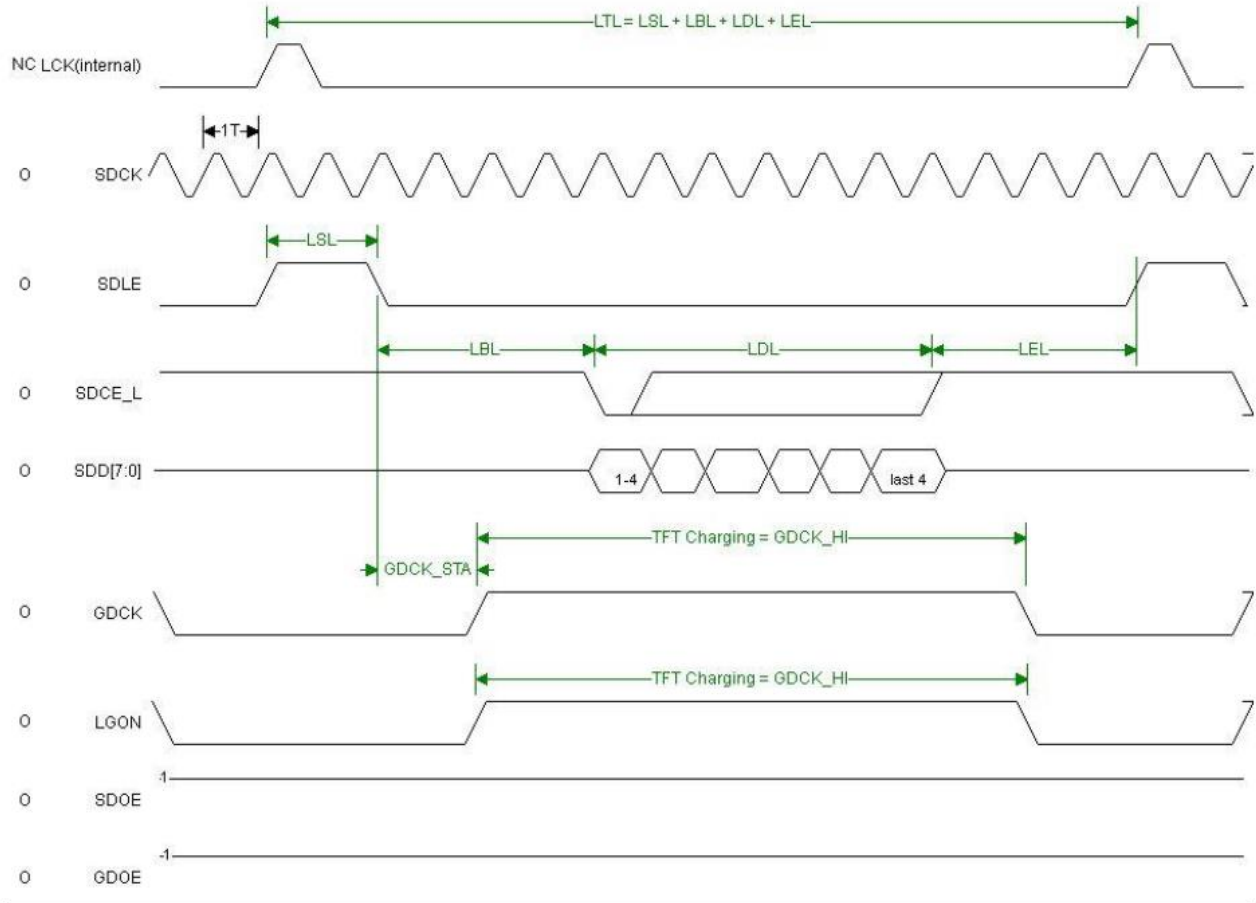 LTL = LSL + LBL + LDL + LEL
NC LCK(internal)
1T
O SDCK
LSL
O SDLE
LBL LDL LEL
O SDCE_L
O SDD[7:0] 1-4 last 4
TFT Charging = GDCK_HI
GDCK_STA
O GDCK
TFT Charging = GDCK_HI
O LGON
1
O SDOE
1
O GDOE